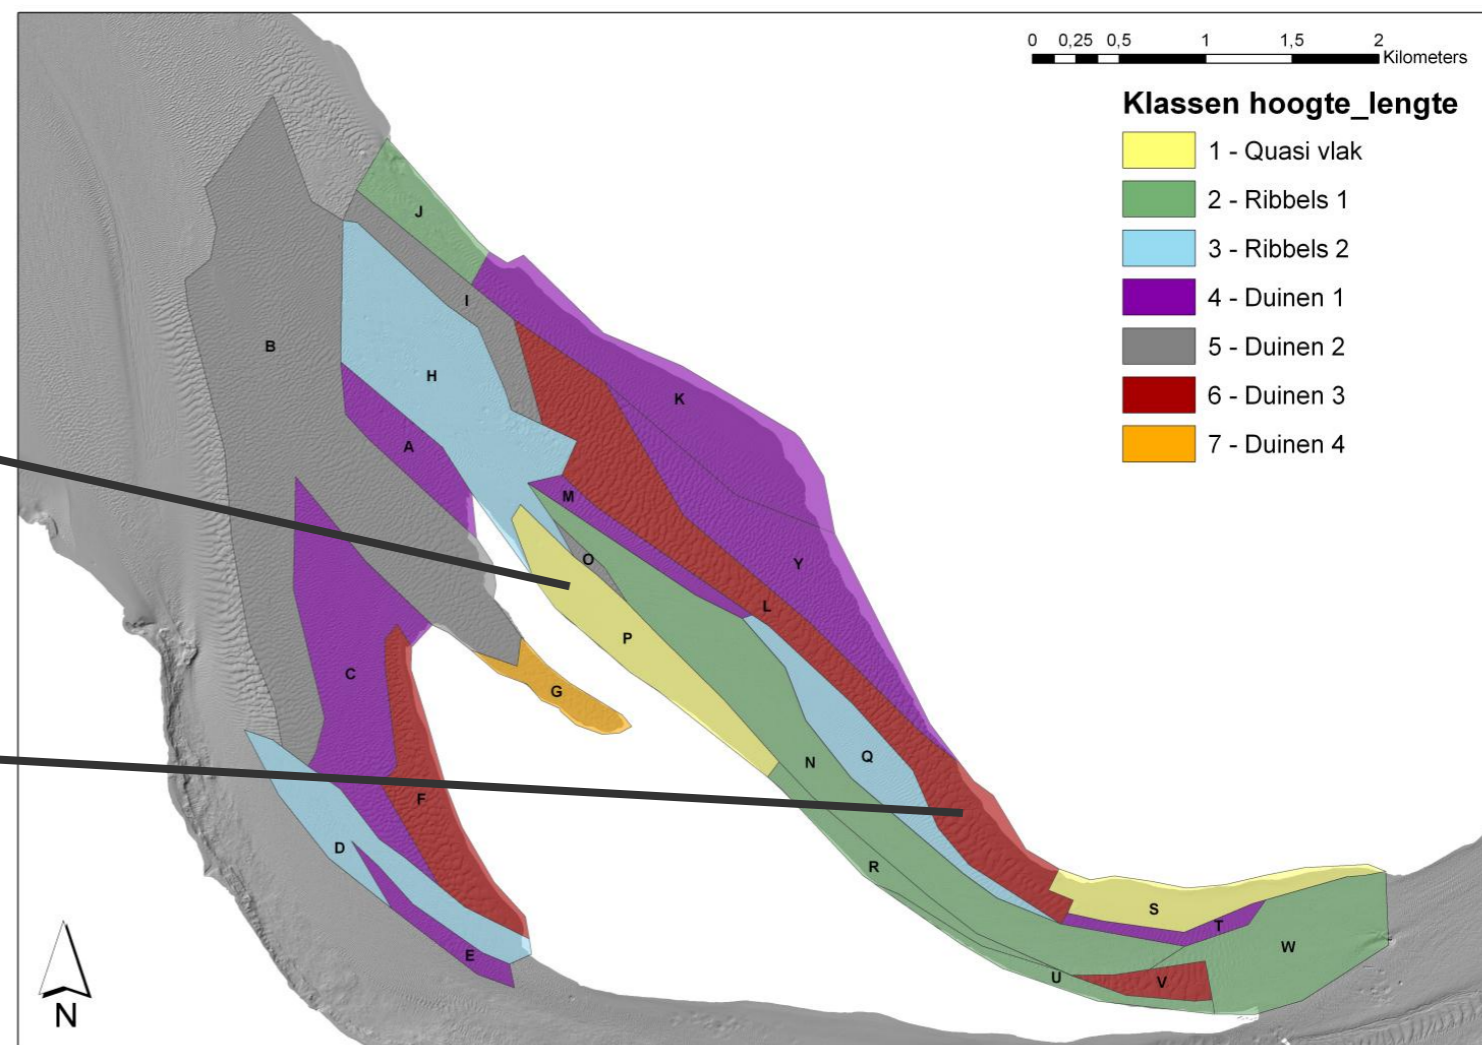 0 0,25 0,5 1 1,5 2
Kilometers
Klassen hoogte_lengte
1 - Quasi vlak
2 - Ribbels 1
3 - Ribbels 2
4 - Duinen 1
5 - Duinen 2
6 - Duinen 3
7 - Duinen 4
J
I
B
H
K
A
M
O
Y
L
P
C
G
N
Q
F
D
R
S
T
W
E
U
V
N